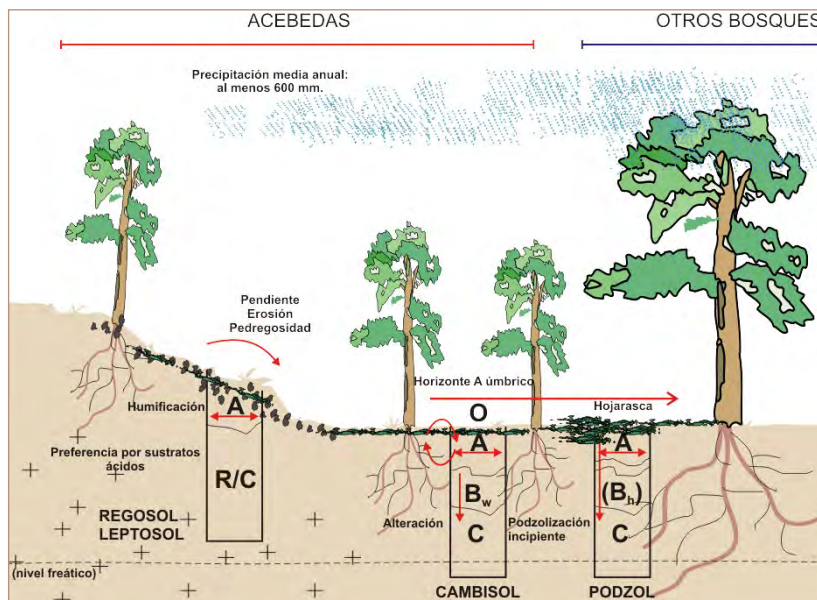 ACEBEDAS
OTROS BOSQUES
Precipitación media anual:
al menos 600 mm.
Pendiente
Erosión
Pedregosidad
Horizonte A úmbrico
O
Hojarasca
Humificación
A
A
A
Preferencia por sustratos
ácidos
R/C
Bw
(Bh)
REGOSOL
LEPTOSOL
Alteración
C
Podzolización
incipiente
C
(nivel freático)
CAMBISOL
PODZOL